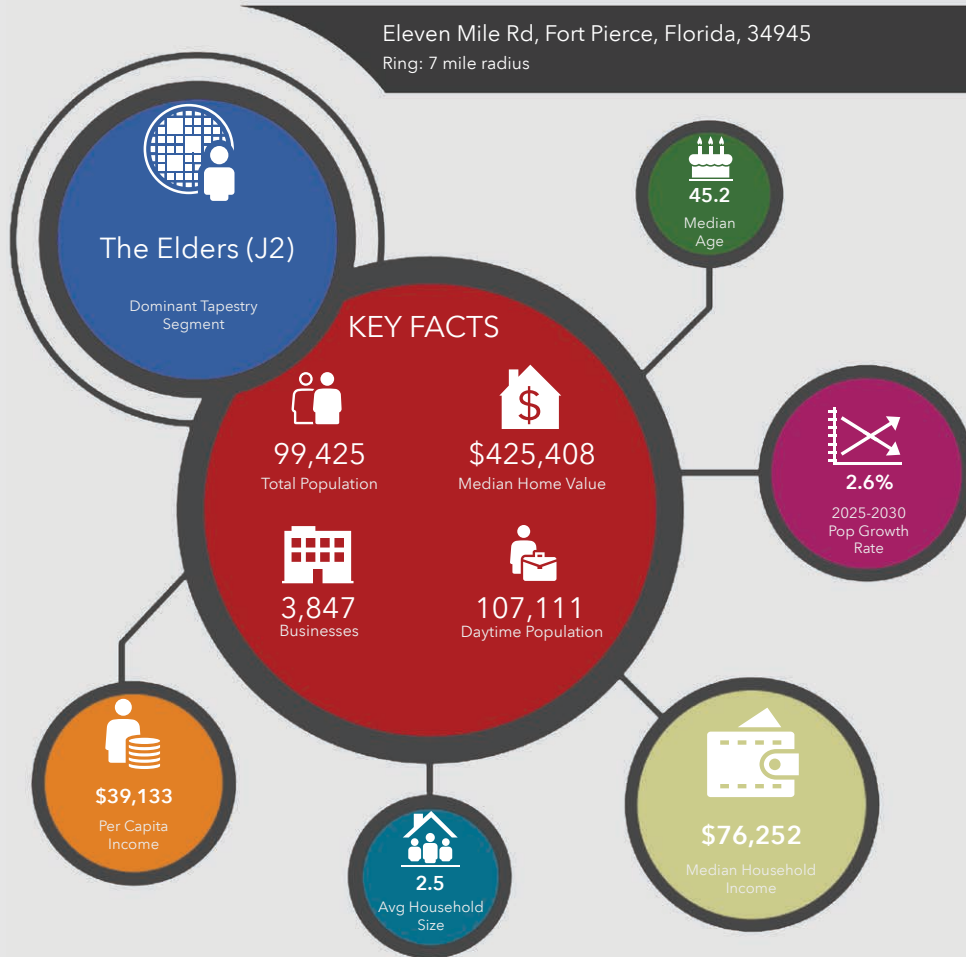 Eleven Mile Rd, Fort Pierce, Florida, 34945
Ring: 7 mile radius
The Elders (J2)
Dominant Tapestry
Segment
KEY FACTS
99,425
Total Population
$425,408
Median Home Value
3,847
Businesses
107,111
Daytime Population
45.2
Median
Age
2.6%
2025-2030
Pop Growth
Rate
$39,133
Per Capita
Income
2.5
Avg Household
Size
$76,252
Median Household
Income